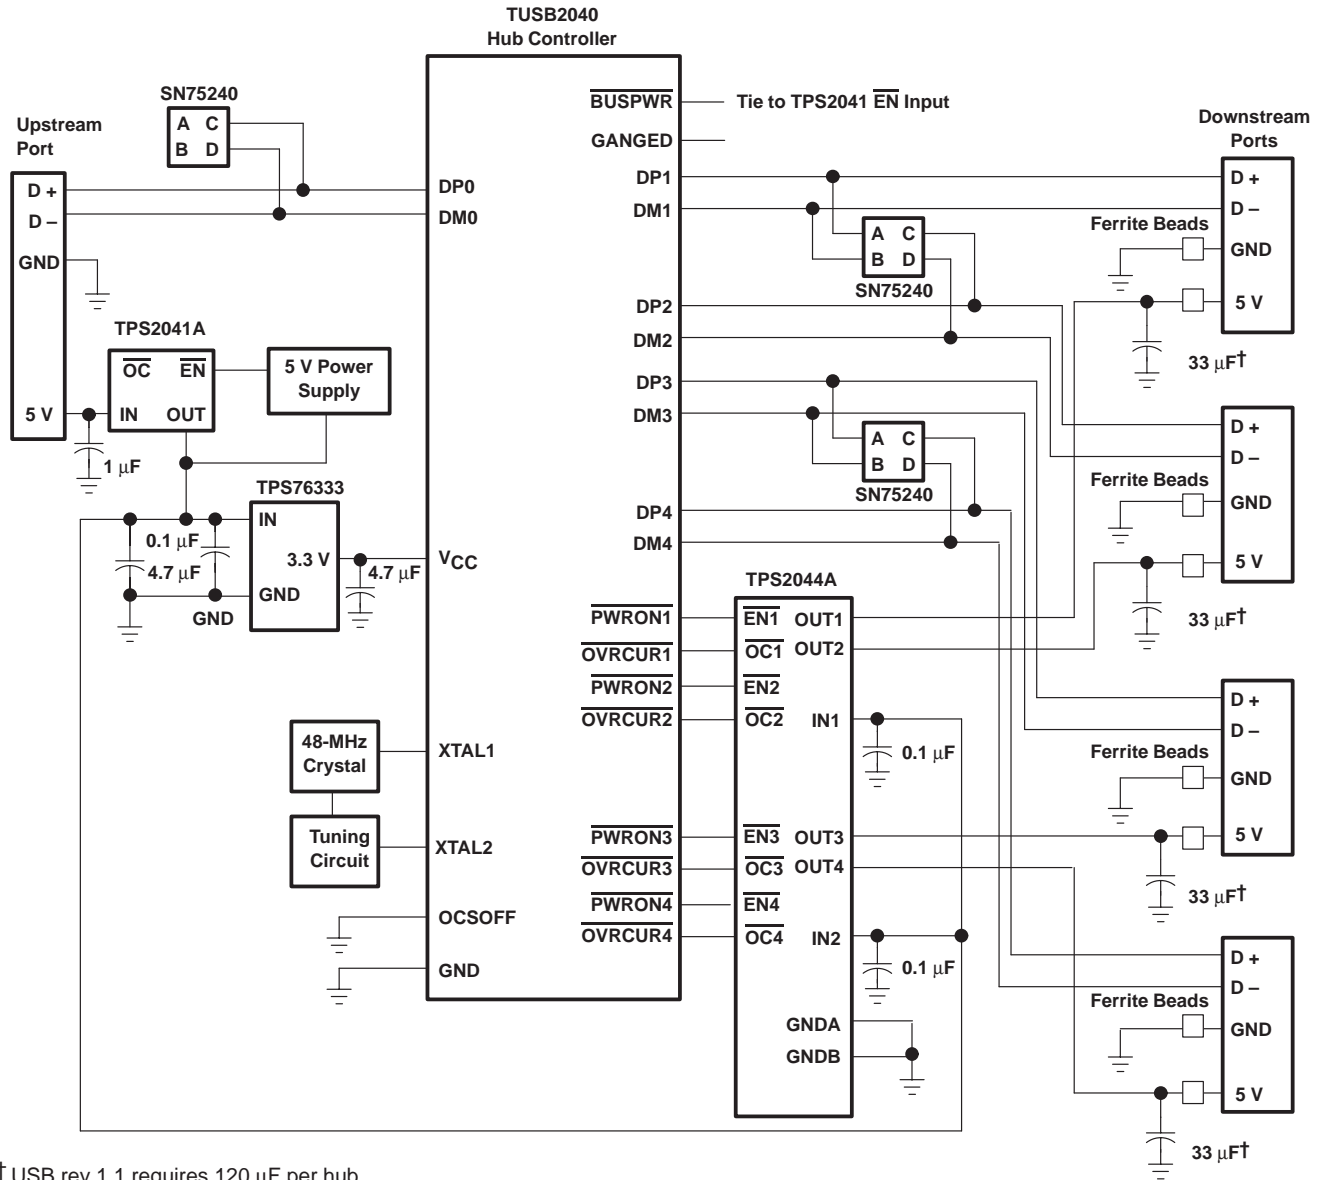 TUSB2040
Hub Controller
SN75240
A C
B D
Upstream
Port
D +
D –
GND
5 V
BUSPWR
Tie to TPS2041 EN Input
GANGED
DP0
DM0
DP1
DM1
A C
B D
SN75240
DP2
DM2
DP3
DM3
A C
B D
SN75240
DP4
DM4
TPS2041A
OC EN
IN OUT
5 V Power
Supply
1 µF
TPS76333
IN
3.3 V
GND
0.1 µF
4.7 µF
GND
4.7 µF
VCC
TPS2044A
PWRON1
OVRCUR1
PWRON2
OVRCUR2
PWRON3
OVRCUR3
PWRON4
OVRCUR4
EN1 OUT1
OC1 OUT2
EN2
OC2 IN1
0.1 µF
EN3 OUT3
OC3 OUT4
EN4
OC4 IN2
0.1 µF
GNDA
GNDB
48-MHz
Crystal
XTAL1
Tuning
Circuit
XTAL2
OCSOFF
GND
Downstream
Ports
D +
D –
Ferrite Beads
GND
5 V
33 µF†
D +
D –
Ferrite Beads
GND
5 V
33 µF†
D +
D –
Ferrite Beads
GND
5 V
33 µF†
D +
D –
Ferrite Beads
GND
5 V
33 µF†
† USB rev 1.1 requires 120 µF per hub